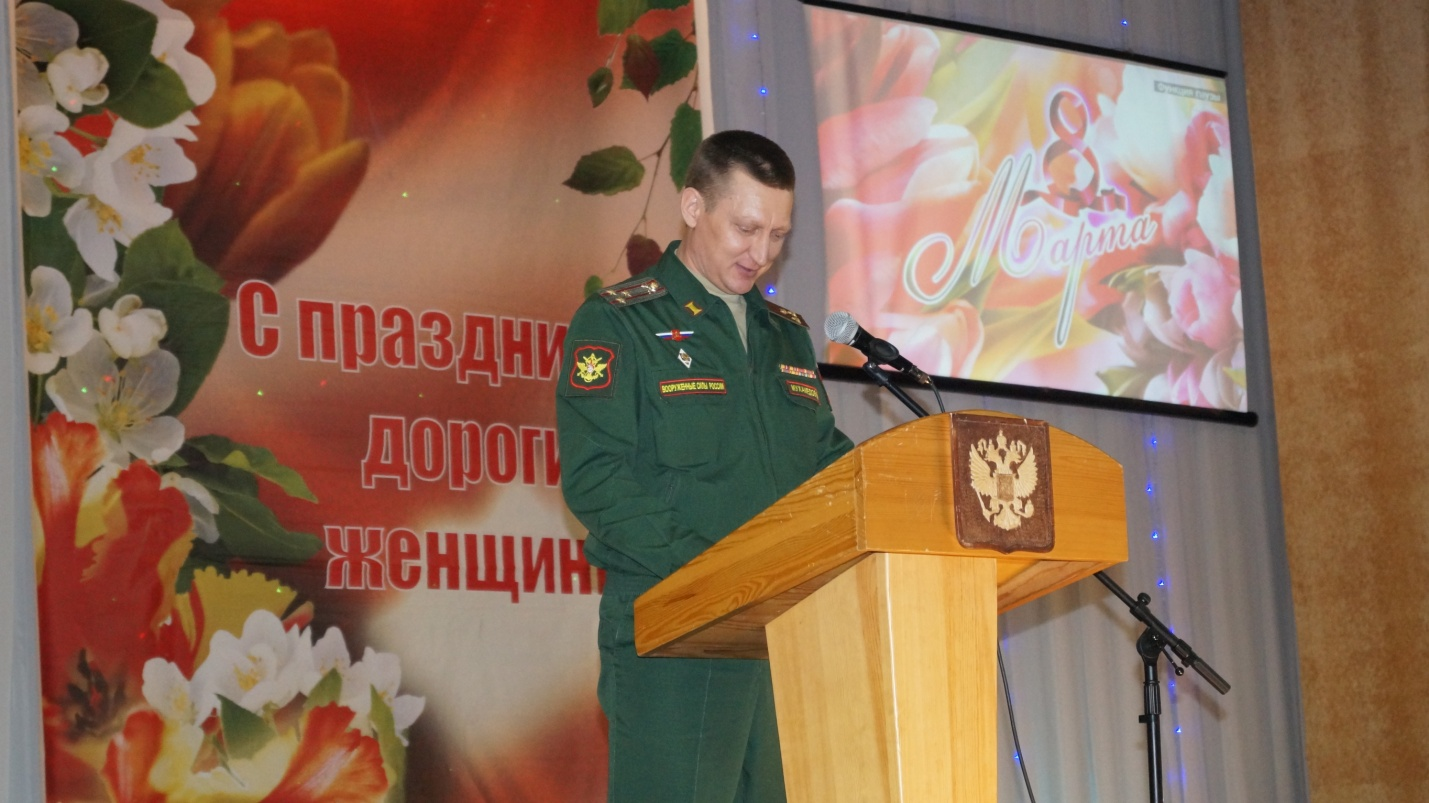 С праздни
дороги
женщин
8
Марта
ВООРУЖЕННЫЕ СИЛЫ РОССИИ